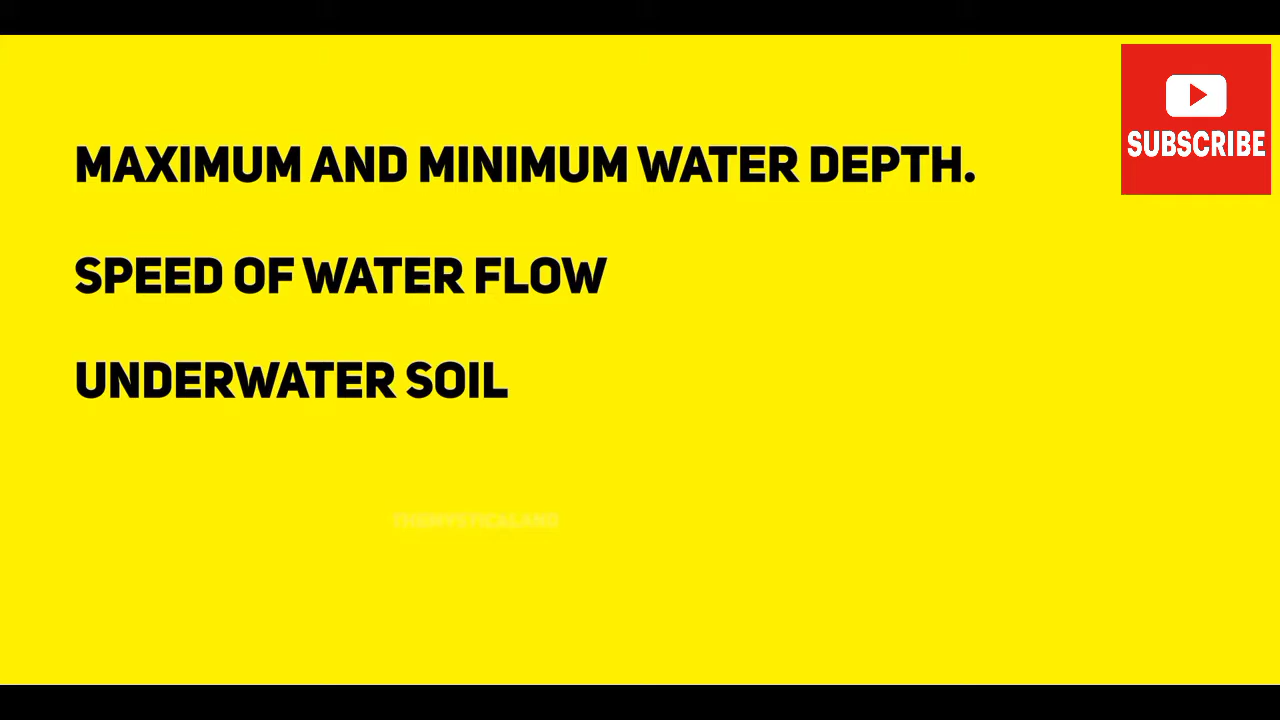 SUBSCRIBE
MAXIMUM AND MINIMUM WATER DEPTH.
SPEED OF WATER FLOW
UNDERWATER SOIL